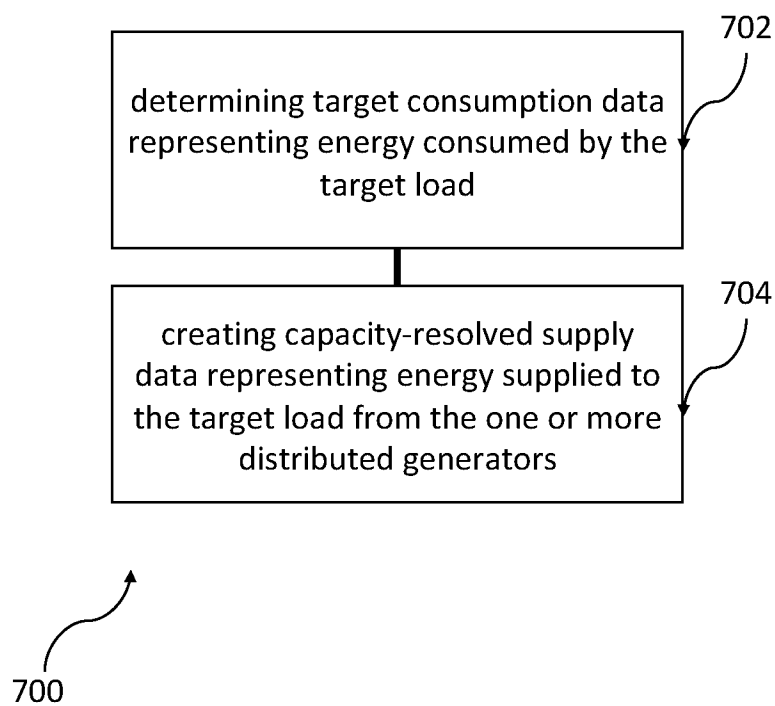 702
determining target consumption data
representing energy consumed by the
target load
704
creating capacity-resolved supply
data representing energy supplied to
the target load from the one or more
distributed generators
700